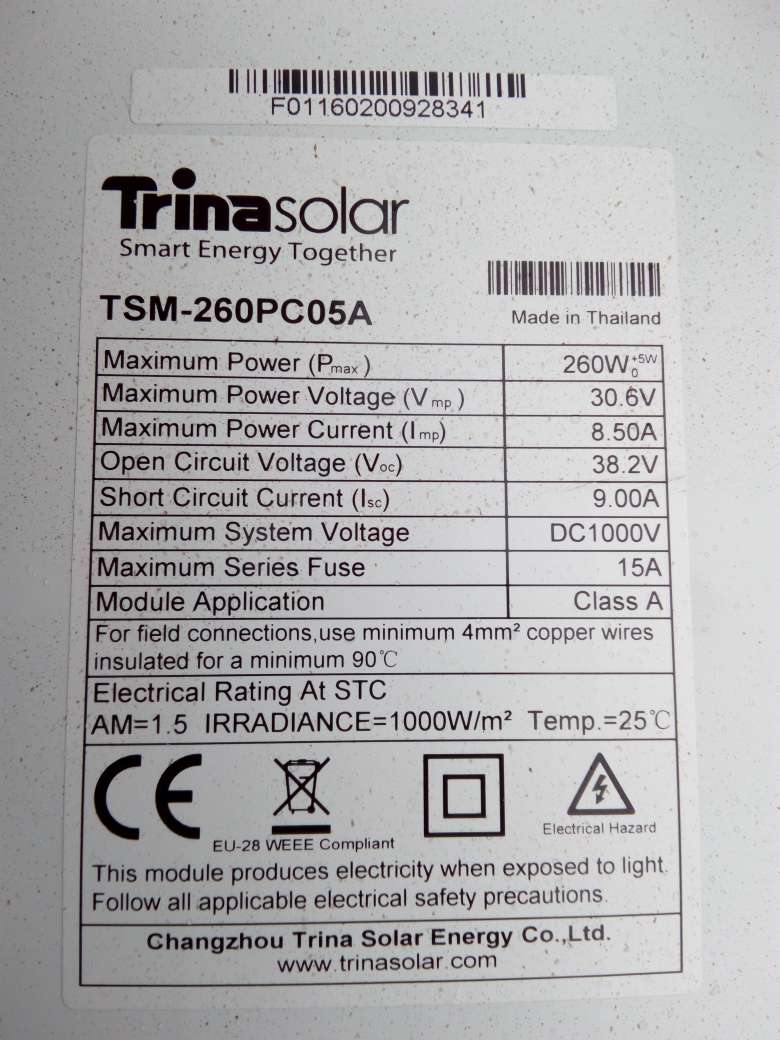 F01160200928341
Trinasolar
Smart Energy Together
TSM-260PC05A
Made in Thailand
Maximum Power (Pmax) 260W +5W 0
Maximum Power Voltage (Vmp) 30.6V
Maximum Power Current (Imp) 8.50A
Open Circuit Voltage (Voc) 38.2V
Short Circuit Current (Isc) 9.00A
Maximum System Voltage DC1000V
Maximum Series Fuse 15A
Module Application Class A
For field connections,use minimum 4mm² copper wires
insulated for a minimum 90℃
Electrical Rating At STC
AM=1.5 IRRADIANCE=1000W/m² Temp.=25℃
CE
EU-28 WEEE Compliant
Electrical Hazard
This module produces electricity when exposed to light.
Follow all applicable electrical safety precautions.
Changzhou Trina Solar Energy Co.,Ltd.
www.trinasolar.com